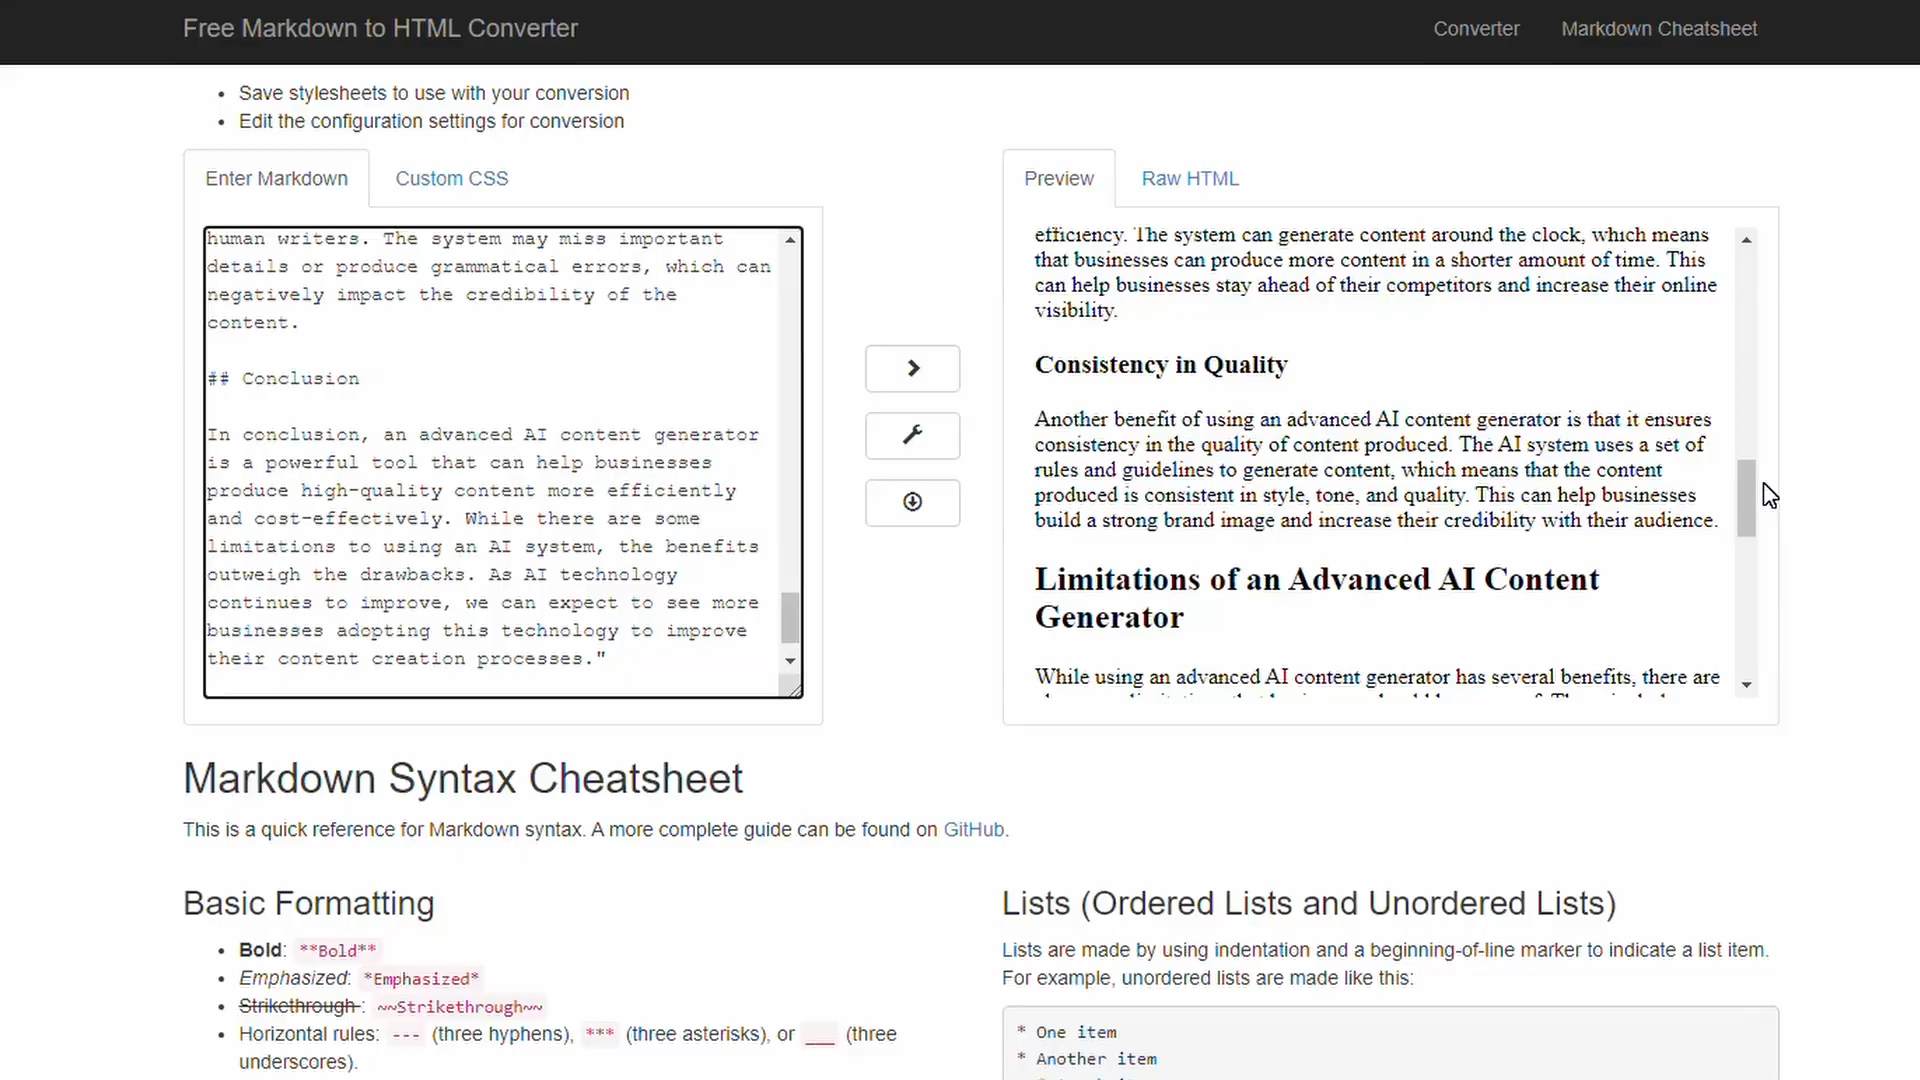 Free Markdown to HTML Converter
Converter
Markdown Cheatsheet
Save stylesheets to use with your conversion
Edit the configuration settings for conversion
Enter Markdown
Custom CSS
human writers. The system may miss important
details or produce grammatical errors, which can
negatively impact the credibility of the
content.
## Conclusion
In conclusion, an advanced AI content generator
is a powerful tool that can help businesses
produce high-quality content more efficiently
and cost-effectively. While there are some
limitations to using an AI system, the benefits
outweigh the drawbacks. As AI technology
continues to improve, we can expect to see more
businesses adopting this technology to improve
their content creation processes."
Preview
Raw HTML
efficiency. The system can generate content around the clock, which means
that businesses can produce more content in a shorter amount of time. This
can help businesses stay ahead of their competitors and increase their online
visibility.
Consistency in Quality
Another benefit of using an advanced AI content generator is that it ensures
consistency in the quality of content produced. The AI system uses a set of
rules and guidelines to generate content, which means that the content
produced is consistent in style, tone, and quality. This can help businesses
build a strong brand image and increase their credibility with their audience.
Limitations of an Advanced AI Content
Generator
While using an advanced AI content generator has several benefits, there are
Markdown Syntax Cheatsheet
This is a quick reference for Markdown syntax. A more complete guide can be found on GitHub.
Basic Formatting
Bold: **Bold**
Emphasized: *Emphasized*
Strikethrough : ~~Strikethrough~~
Horizontal rules: --- (three hyphens), *** (three asterisks), or ___ (three
underscores).
Lists (Ordered Lists and Unordered Lists)
Lists are made by using indentation and a beginning-of-line marker to indicate a list item.
For example, unordered lists are made like this:
* One item
* Another item